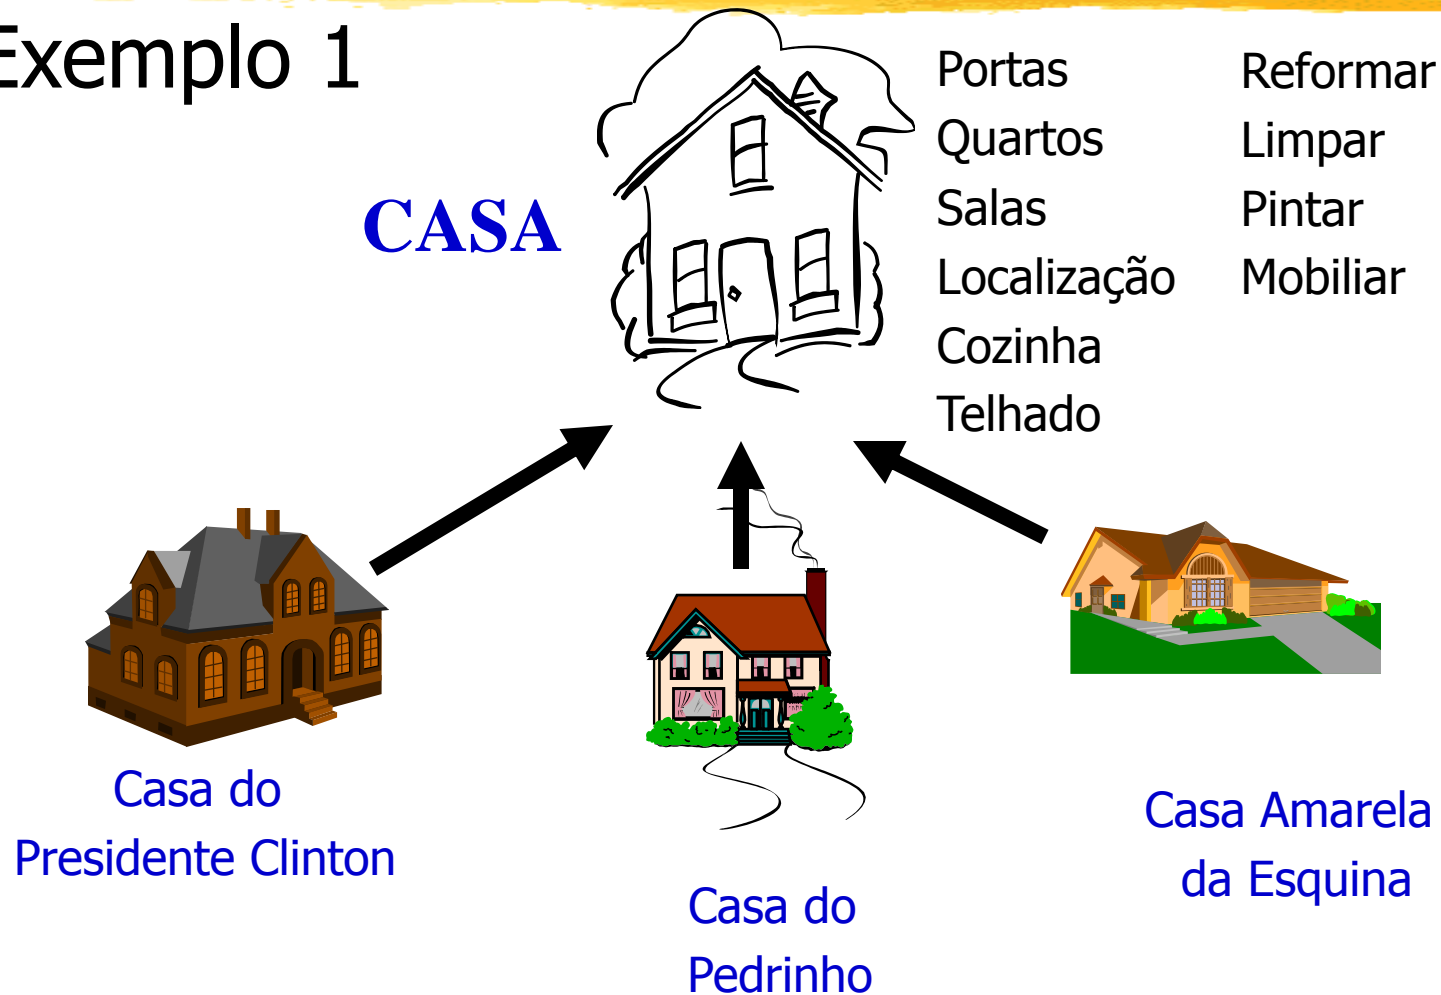 Exemplo 1
CASA
Portas
Quartos
Salas
Localização
Cozinha
Telhado
Reformar
Limpar
Pintar
Mobiliar
Casa do
Presidente Clinton
Casa do
Pedrinho
Casa Amarela
da Esquina